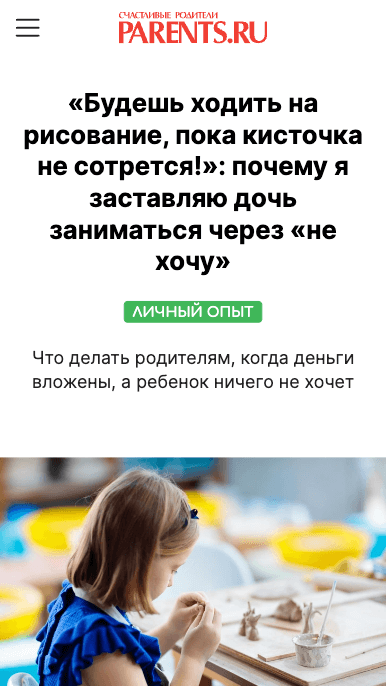 СЧАСТЛИВЫЕ РОДИТЕЛИ
PARENTS.RU
«Будешь ходить на
рисование, пока кисточка
не сотрется!»: почему я
заставляю дочь
заниматься через «не
хочу»
ЛИЧНЫЙ ОПЫТ
Что делать родителям, когда деньги
вложены, а ребенок ничего не хочет